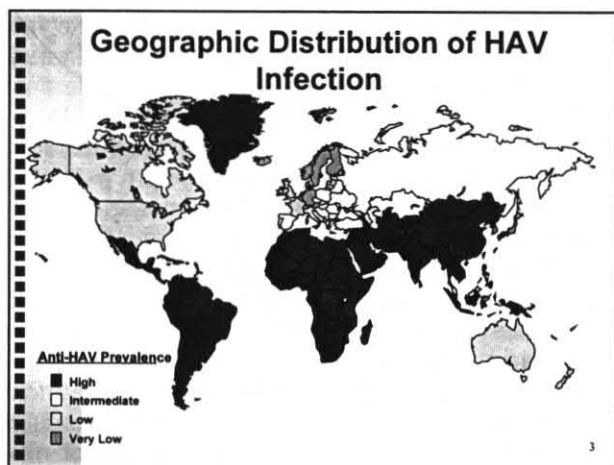 Geographic Distribution of HAV
Infection
Anti-HAV Prevalence
High
Intermediate
Low
Very Low
3